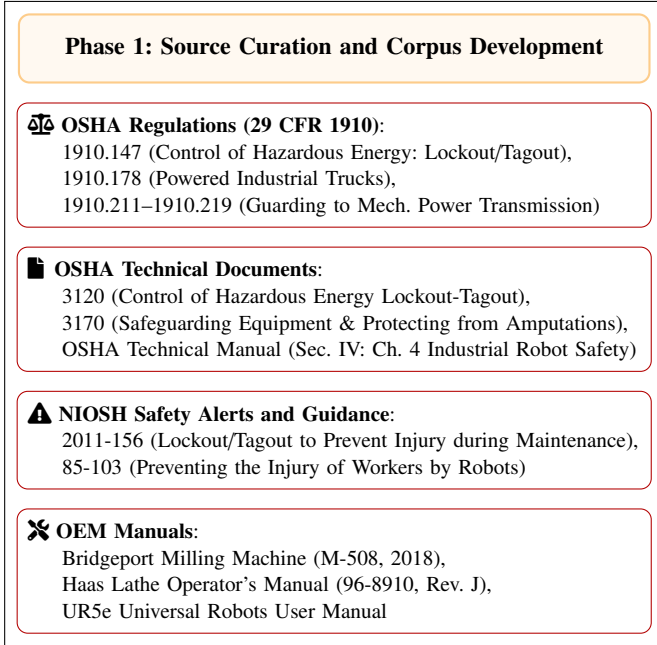 Phase 1: Source Curation and Corpus Development
OSHA Regulations (29 CFR 1910):
1910.147 (Control of Hazardous Energy: Lockout/Tagout),
1910.178 (Powered Industrial Trucks),
1910.211–1910.219 (Guarding to Mech. Power Transmission)
OSHA Technical Documents:
3120 (Control of Hazardous Energy Lockout-Tagout),
3170 (Safeguarding Equipment & Protecting from Amputations),
OSHA Technical Manual (Sec. IV: Ch. 4 Industrial Robot Safety)
NIOSH Safety Alerts and Guidance:
2011-156 (Lockout/Tagout to Prevent Injury during Maintenance),
85-103 (Preventing the Injury of Workers by Robots)
OEM Manuals:
Bridgeport Milling Machine (M-508, 2018),
Haas Lathe Operator's Manual (96-8910, Rev. J),
UR5e Universal Robots User Manual